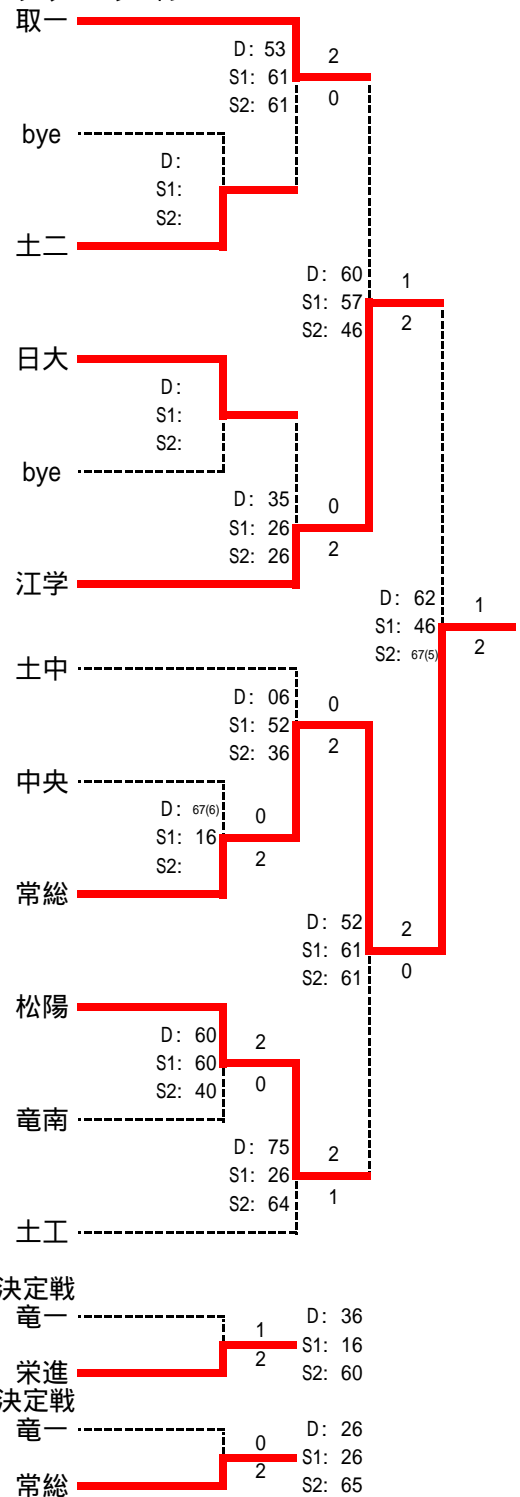 取一
D: 53
S1: 61
S2: 61
2
0
bye
D:
S1:
S2:
土二
D: 60
S1: 57
S2: 46
1
2
日大
D:
S1:
S2:
bye
D: 35
S1: 26
S2: 26
0
2
江学
D: 62
S1: 46
S2: 67(5)
1
2
土中
D: 06
S1: 52
S2: 36
0
2
中央
D: 67(6)
S1: 16
S2:
0
2
常総
D: 52
S1: 61
S2: 61
2
0
松陽
D: 60
S1: 60
S2: 40
2
0
竜南
D: 75
S1: 26
S2: 64
2
1
土工
決定戦
竜一
1
2
D: 36
S1: 16
S2: 60
栄進
決定戦
竜一
0
2
D: 26
S1: 26
S2: 65
常総